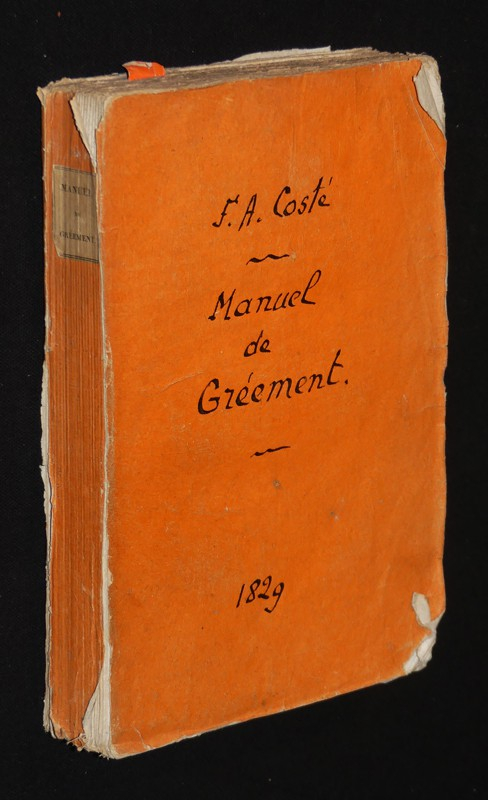 F. A. Costé
Manuel
de
Gréement.
1829
MANUEL
DE
GRÉEMENT